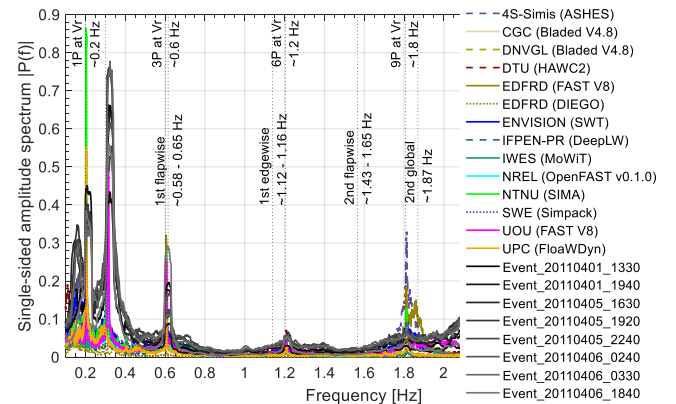 Single-sided amplitude spectrum |P(f)|
0.9
0.8
0.7
0.6
0.5
0.4
0.3
0.2
0.1
0
1P at Vr
~0.2 Hz
3P at Vr
~0.6 Hz
6P at Vr
~1.2 Hz
9P at Vr
~1.8 Hz
1st flapwise
~0.58 - 0.65 Hz
1st edgewise
~1.12 - 1.16 Hz
2nd flapwise
~1.43 - 1.65 Hz
2nd global
~1.87 Hz
0.2 0.4 0.6 0.8 1 1.2 1.4 1.6 1.8 2
Frequency [Hz]
4S-Simis (ASHES)
CGC (Bladed V4.8)
DNVGL (Bladed V4.8)
DTU (HAWC2)
EDFRD (FAST V8)
EDFRD (DIEGO)
ENVISION (SWT)
IFPEN-PR (DeepLW)
IWES (MoWiT)
NREL (OpenFAST v0.1.0)
NTNU (SIMA)
SWE (Simpack)
UOU (FAST V8)
UPC (FloaWDyn)
Event_20110401_1330
Event_20110401_1940
Event_20110405_1630
Event_20110405_1920
Event_20110405_2240
Event_20110406_0240
Event_20110406_0330
Event_20110406_1840